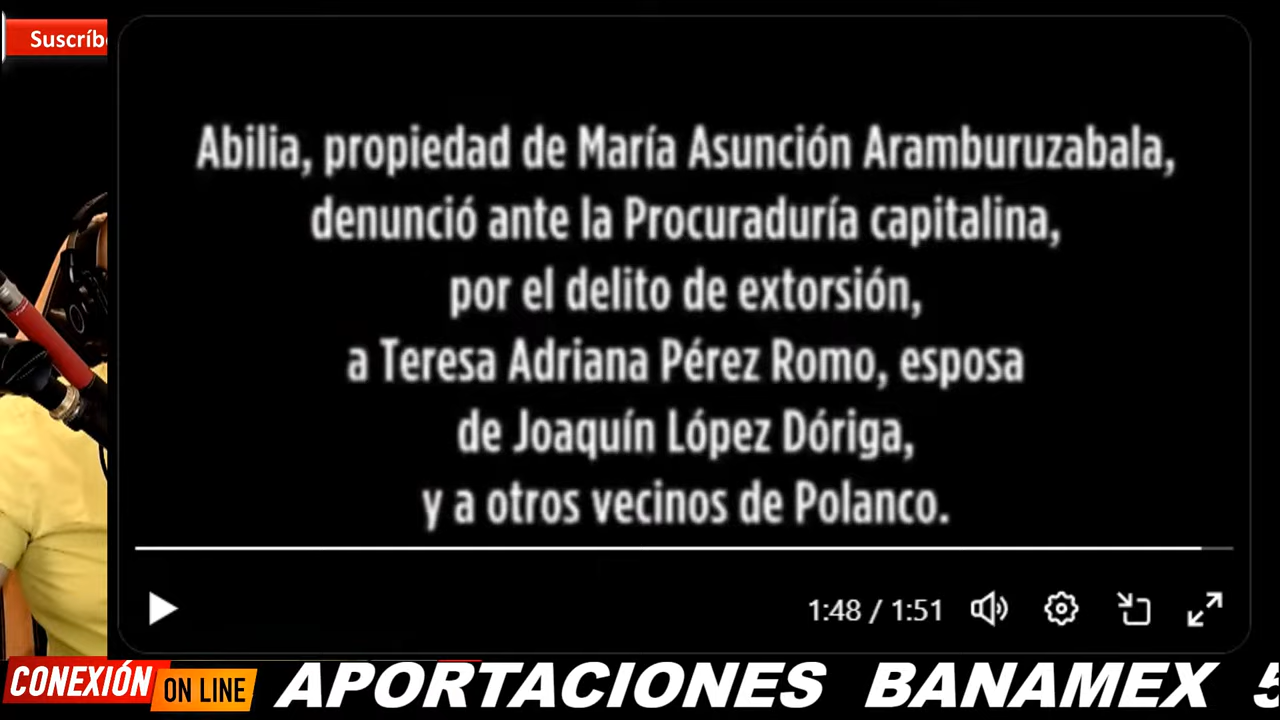 Suscríb
Abilia, propiedad de María Asunción Aramburuzabala,
denunció ante la Procuraduría capitalina,
por el delito de extorsión,
a Teresa Adriana Pérez Romo, esposa
de Joaquín López Dóriga,
y a otros vecinos de Polanco.
1:48 / 1:51
CONEXIÓN ON LINE APORTACIONES BANAMEX 5